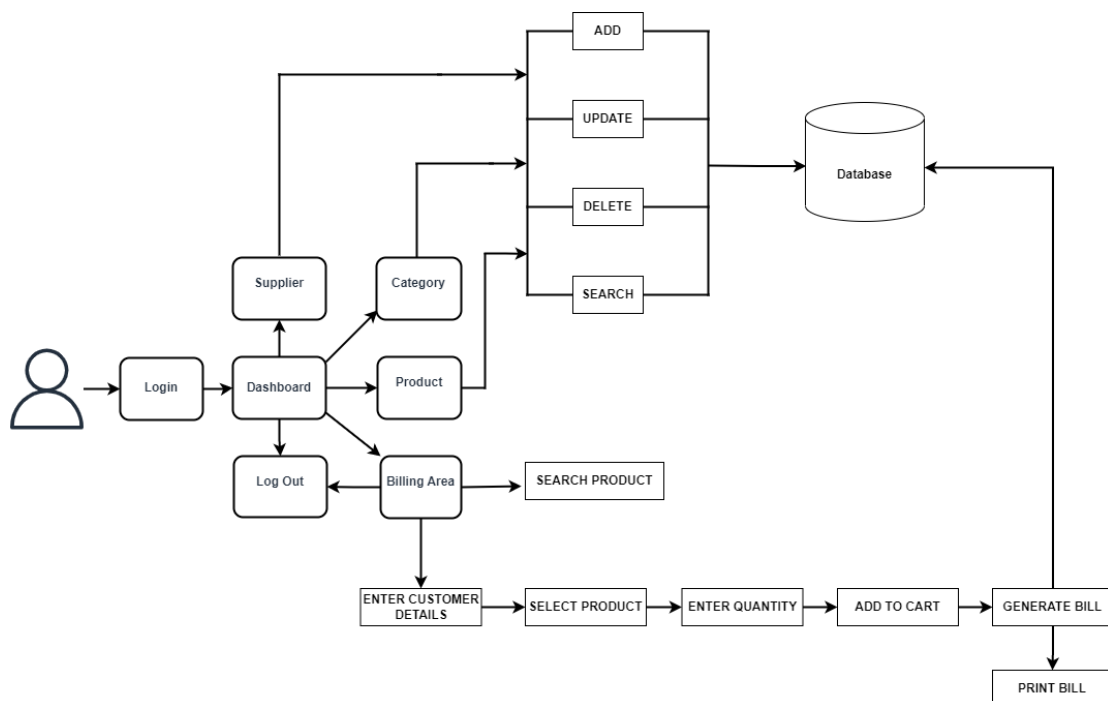 ADD
UPDATE
Database
DELETE
Supplier
Category
SEARCH
Login
Dashboard
Product
Log Out
Billing Area
SEARCH PRODUCT
ENTER CUSTOMER
DETAILS
SELECT PRODUCT
ENTER QUANTITY
ADD TO CART
GENERATE BILL
PRINT BILL